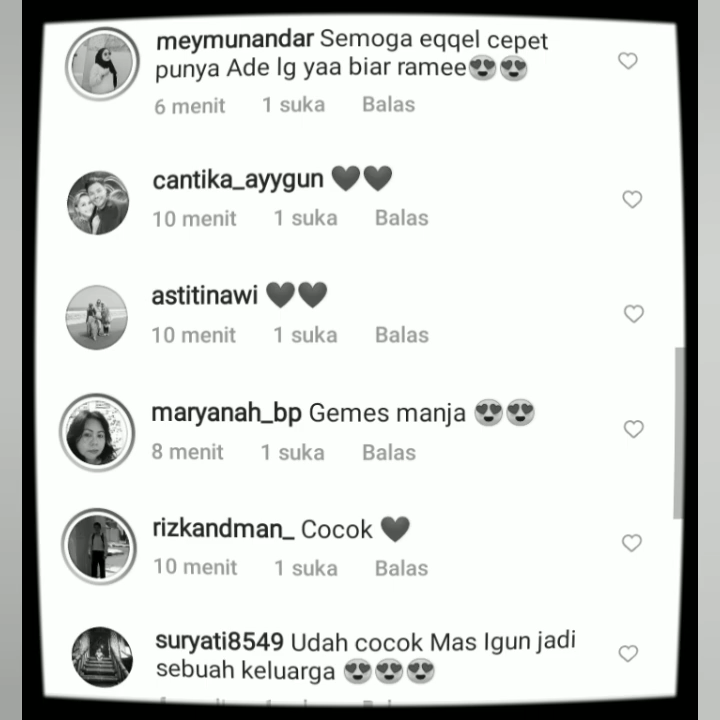 meymunandar Semoga eqqel cepet
punya Ade lg yaa biar ramee😍😍
6 menit 1 suka Balas
cantika_ayygun 🖤🖤
10 menit 1 suka Balas
astitinawi 🖤🖤
10 menit 1 suka Balas
maryanah_bp Gemes manja 😍😍
8 menit 1 suka Balas
rizkandman_ Cocok 🖤
10 menit 1 suka Balas
suryati8549 Udah cocok Mas Igun jadi
sebuah keluarga 😍😍😍